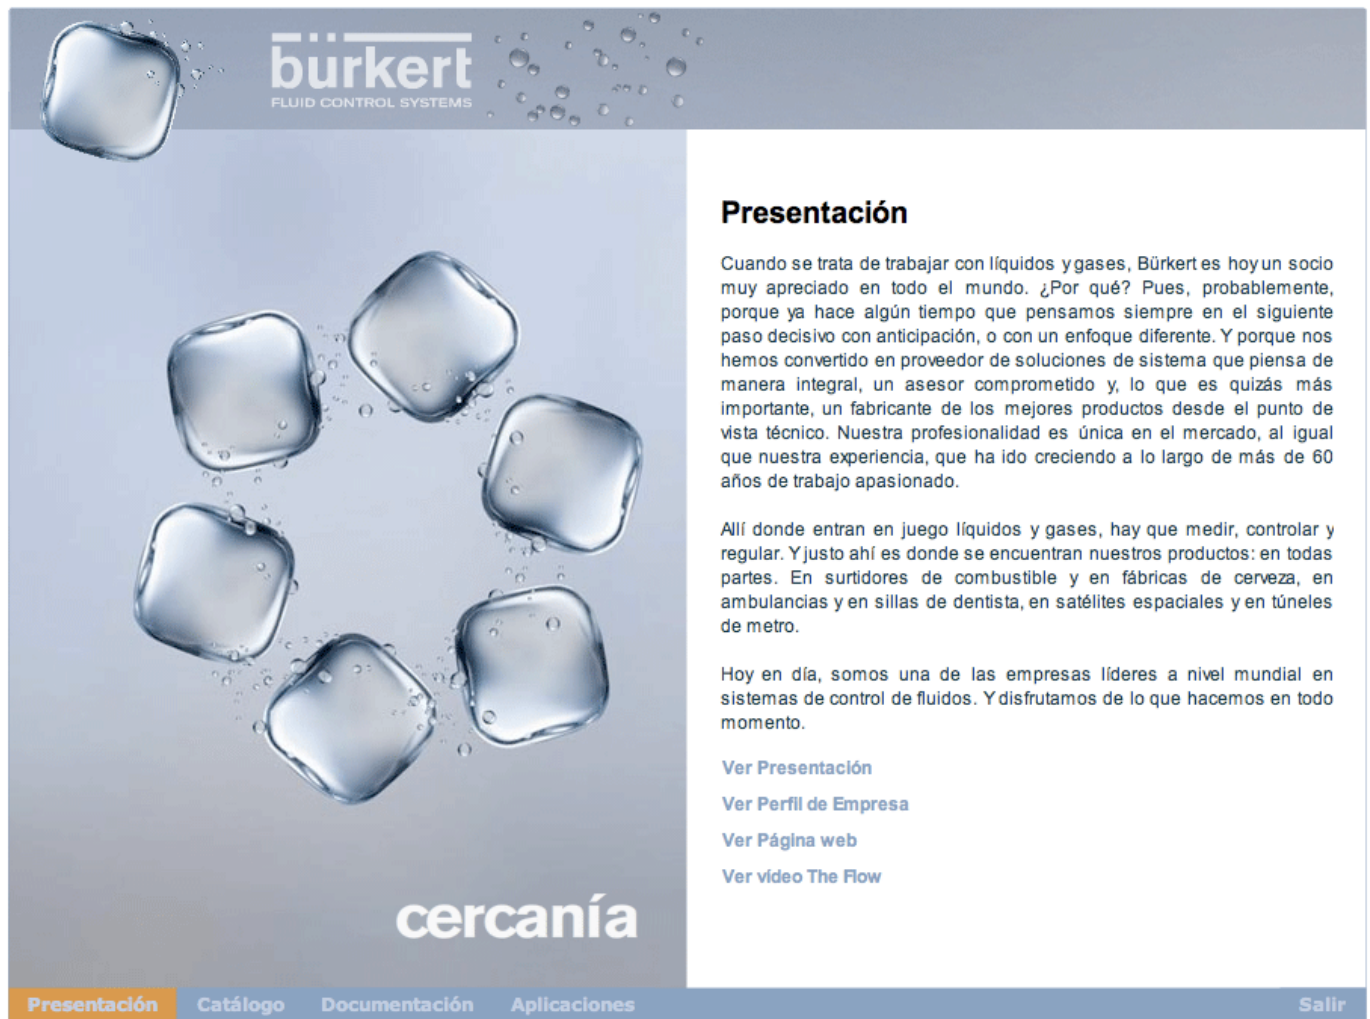 bürkert
FLUID CONTROL SYSTEMS
Presentación
Cuando se trata de trabajar con líquidos y gases, Bürkert es hoy un socio
muy apreciado en todo el mundo. ¿Por qué? Pues, probablemente,
porque ya hace algún tiempo que pensamos siempre en el siguiente
paso decisivo con anticipación, o con un enfoque diferente. Y porque nos
hemos convertido en proveedor de soluciones de sistema que piensa de
manera integral, un asesor comprometido y, lo que es quizás más
importante, un fabricante de los mejores productos desde el punto de
vista técnico. Nuestra profesionalidad es única en el mercado, al igual
que nuestra experiencia, que ha ido creciendo a lo largo de más de 60
años de trabajo apasionado.
Allí donde entran en juego líquidos y gases, hay que medir, controlar y
regular. Y justo ahí es donde se encuentran nuestros productos: en todas
partes. En surtidores de combustible y en fábricas de cerveza, en
ambulancias y en sillas de dentista, en satélites espaciales y en túneles
de metro.
Hoy en día, somos una de las empresas líderes a nivel mundial en
sistemas de control de fluidos. Y disfrutamos de lo que hacemos en todo
momento.
Ver Presentación
Ver Perfil de Empresa
Ver Página web
Ver vídeo The Flow
cercanía
Presentación Catálogo Documentación Aplicaciones Salir